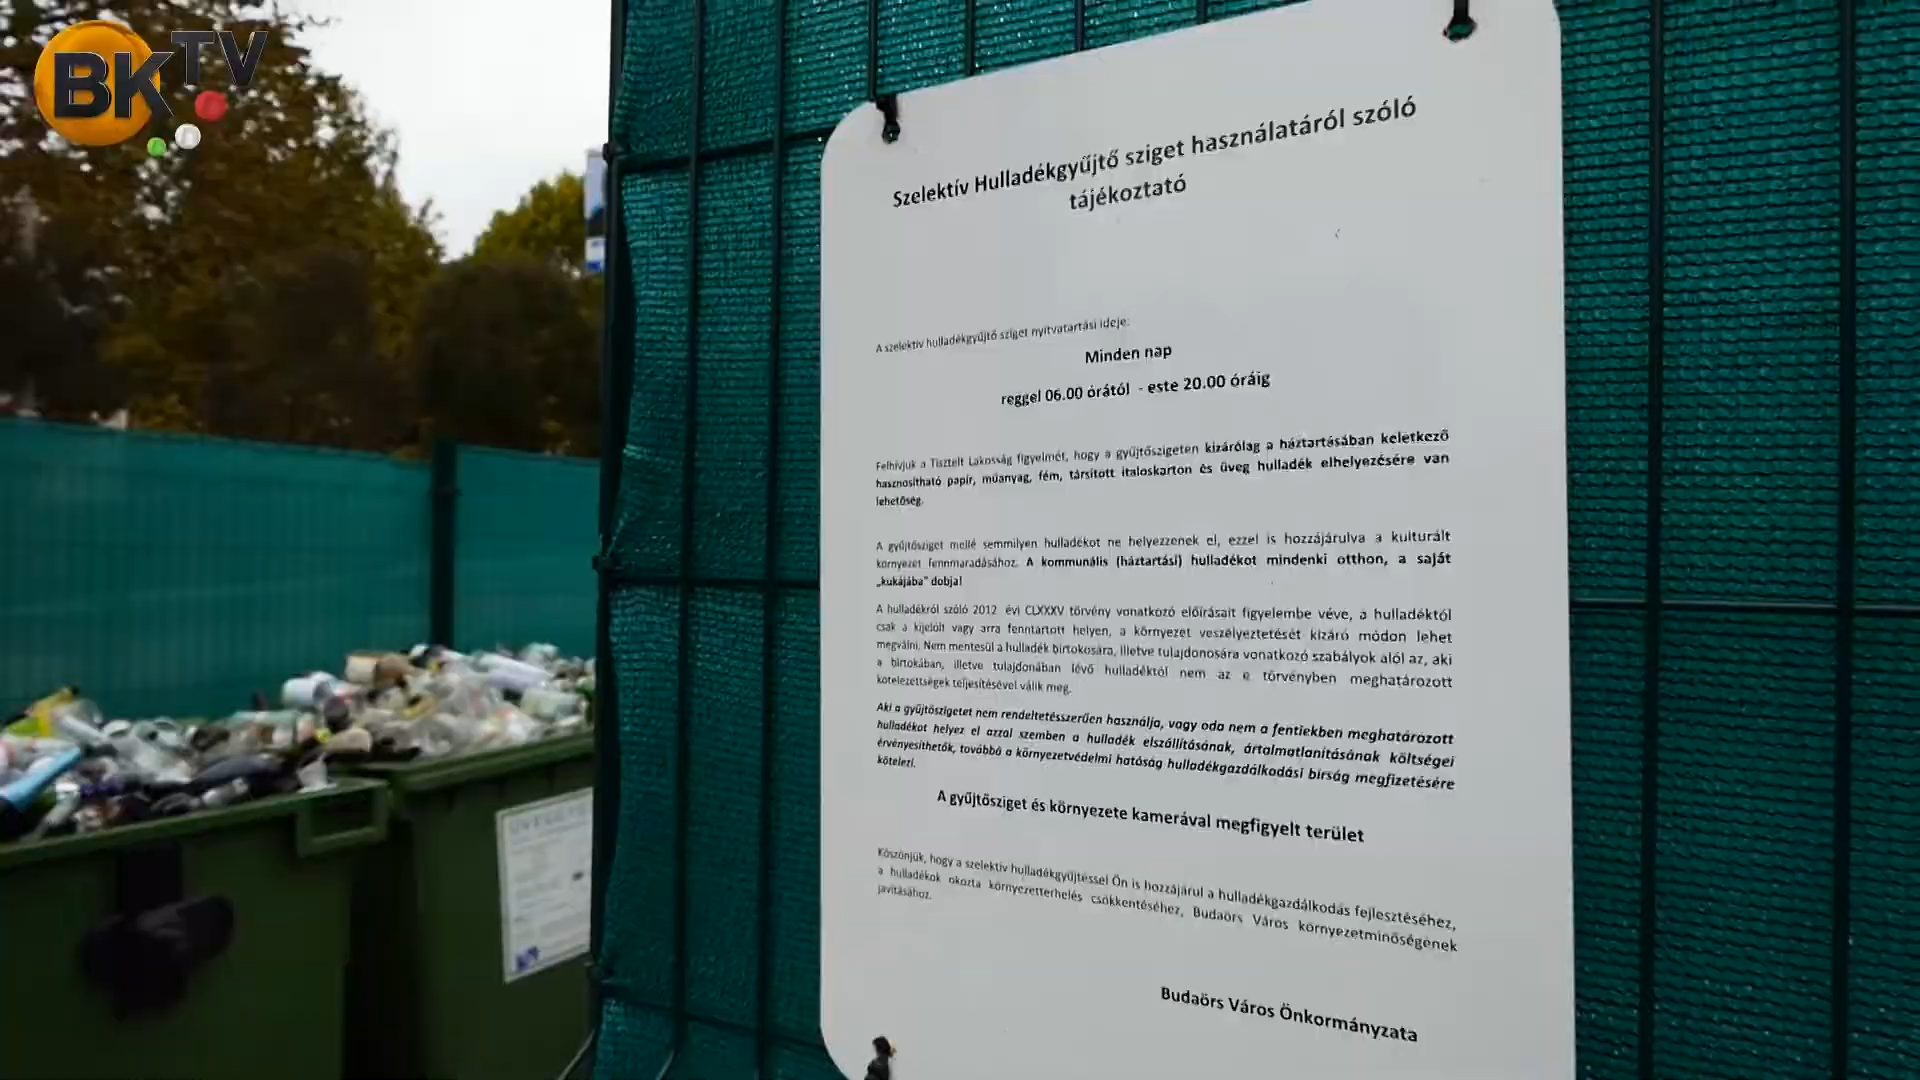 BKTV
Szelektív Hulladékgyűjtő sziget használatáról szóló
tájékoztató
A szelektív hulladékgyűjtő sziget nyitvatartási ideje:
Minden nap
reggel 06.00 órától - este 20.00 óráig
Felhívjuk a Tisztelt Lakosság figyelmét, hogy a gyűjtőszigeten kizárólag a háztartásában keletkező
hasznosítható papír, műanyag, fém, társított italoskarton és üveg hulladék elhelyezésére van
lehetőség.
A gyűjtősziget mellé semmilyen hulladékot ne helyezzenek el, ezzel is hozzájárulva a kulturált
környezet fennmaradásához. A kommunális (háztartási) hulladékot mindenki otthon, a saját
„kukájába" dobja!
A hulladékról szóló 2012 évi CLXXXV törvény vonatkozó előírásait figyelembe véve, a hulladéktól
csak a kijelölt vagy arra fenntartott helyen, a környezet veszélyeztetését kizáró módon lehet
megválni. Nem mentesül a hulladék birtokosára, illetve tulajdonosára vonatkozó szabályok alól az, aki
a birtokában, illetve tulajdonában lévő hulladéktól nem az e törvényben meghatározott
kötelezettségek teljesítésével válik meg.
Aki a gyűjtőszigetet nem rendeltetésszerűen használja, vagy oda nem a fentiekben meghatározott
hulladékot helyez el azzal szemben a hulladék elszállításának, ártalmatlanításának költségei
érvényesíthetők, továbbá a környezetvédelmi hatóság hulladékgazdálkodási bírság megfizetésére
kötelezi.
A gyűjtősziget és környezete kamerával megfigyelt terület
Köszönjük, hogy a szelektív hulladékgyűjtéssel Ön is hozzájárul a hulladékgazdálkodás fejlesztéséhez,
a hulladékok okozta környezetterhelés csökkentéséhez, Budaörs Város környezetminőségének
javításához.
Budaörs Város Önkormányzata